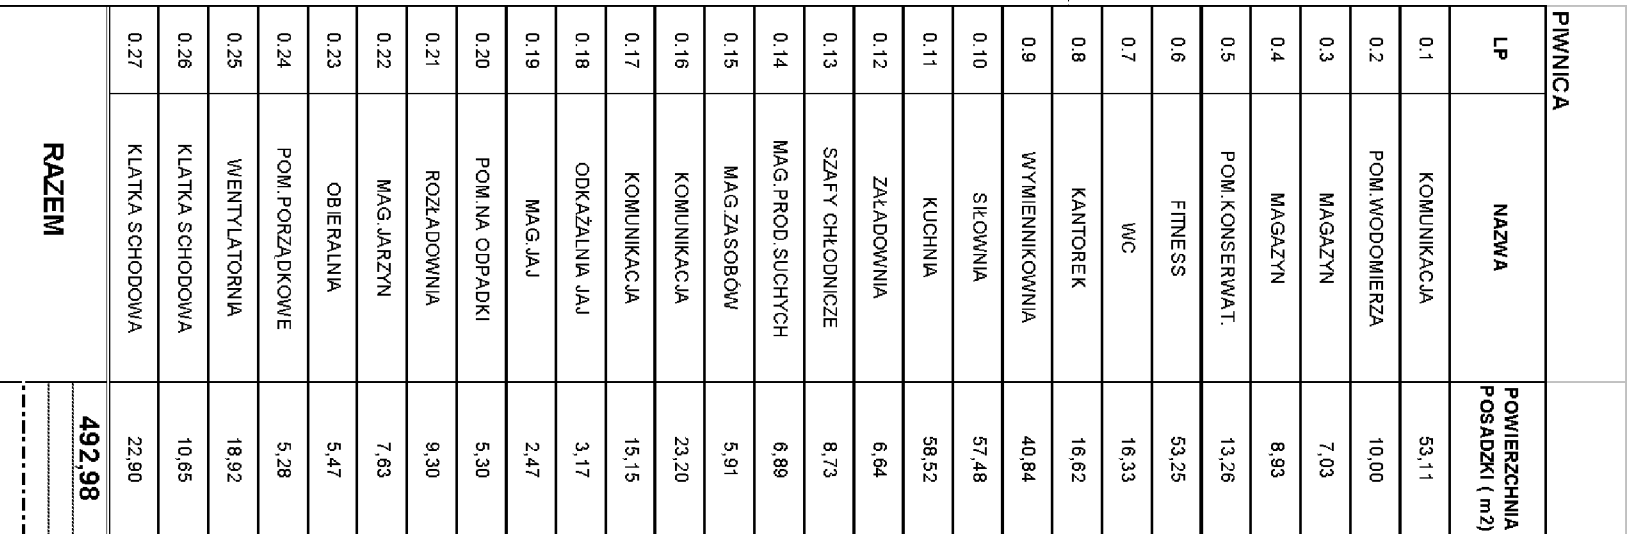 PIWNICA
LP NAZWA POWIERZCHNIA POSADZKI ( m2)
0.1 KOMUNIKACJA 53,11
0.2 POM.WODOMIERZA 10,00
0.3 MAGAZYN 7,03
0.4 MAGAZYN 8,93
0.5 POM.KONSERWAT. 13,26
0.6 FITNESS 53,25
0.7 WC 16,33
0.8 KANTOREK 16,62
0.9 WYMIENNIKOWNIA 40,84
0.10 SIŁOWNIA 57,48
0.11 KUCHNIA 58,52
0.12 ZAŁADOWNIA 6,64
0.13 SZAFY CHŁODNICZE 8,73
0.14 MAG.PROD.SUCHYCH 6,89
0.15 MAG.ZASOBÓW 5,91
0.16 KOMUNIKACJA 23,20
0.17 KOMUNIKACJA 15,15
0.18 ODKAŻALNIA JAJ 3,17
0.19 MAG.JAJ 2,47
0.20 POM.NA ODPADKI 5,30
0.21 ROZŁADOWNIA 9,30
0.22 MAG.JARZYN 7,63
0.23 OBIERALNIA 5,47
0.24 POM.PORZĄDKOWE 5,28
0.25 WENTYLATORNIA 18,92
0.26 KLATKA SCHODOWA 10,65
0.27 KLATKA SCHODOWA 22,90
RAZEM 492,98